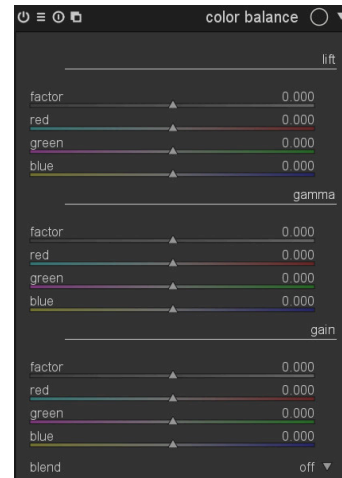 color balance
lift
factor 0.000
red 0.000
green 0.000
blue 0.000
gamma
factor 0.000
red 0.000
green 0.000
blue 0.000
gain
factor 0.000
red 0.000
green 0.000
blue 0.000
blend off